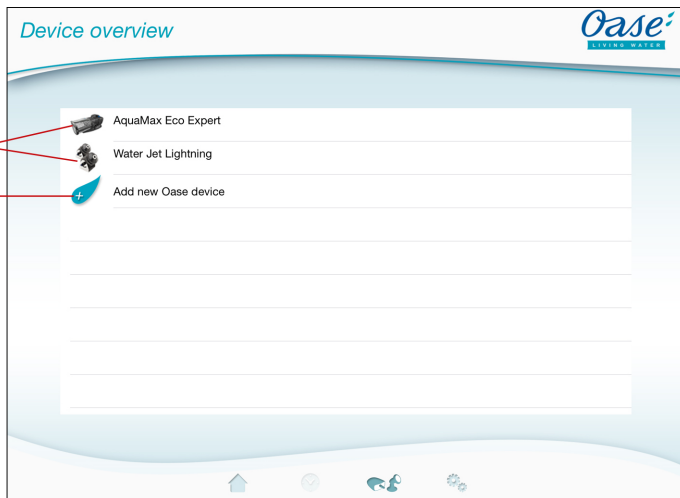 Device overview
Oase
LIVING WATER
AquaMax Eco Expert
Water Jet Lightning
Add new Oase device